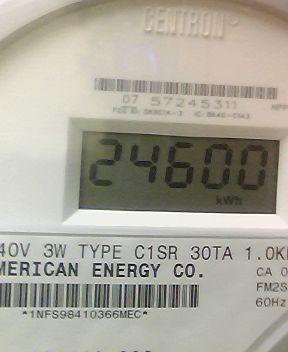 CENTRON
07 57245311
24600
kWh
40V 3W TYPE C1SR 30TA 1.0K
MERICAN ENERGY CO.
CA 0
FM2S
60Hz
*1NFS98410366MEC*